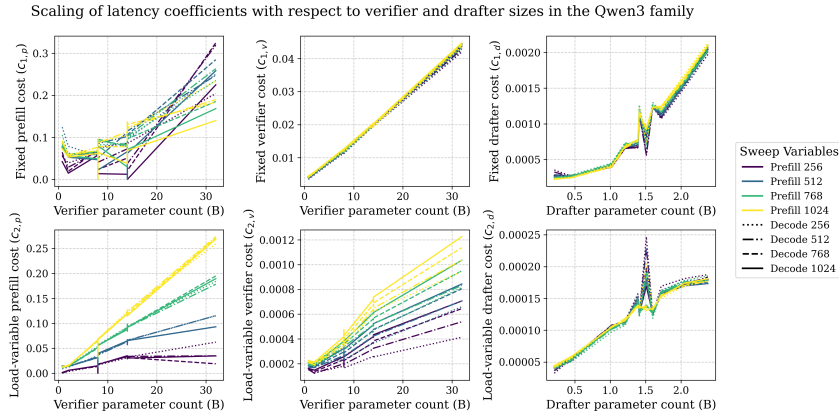 Scaling of latency coefficients with respect to verifier and drafter sizes in the Qwen3 family
Fixed prefill cost (c1,p)
0.3
0.2
0.1
0.0
0 10 20 30
Verifier parameter count (B)
Fixed verifier cost (c1,v)
0.04
0.03
0.02
0.01
0 10 20 30
Verifier parameter count (B)
Fixed drafter cost (c1,d)
0.0020
0.0015
0.0010
0.0005
0.5 1.0 1.5 2.0
Drafter parameter count (B)
Load-variable prefill cost (c2,p)
0.25
0.20
0.15
0.10
0.05
0.00
0 10 20 30
Verifier parameter count (B)
Load-variable verifier cost (c2,v)
0.0012
0.0010
0.0008
0.0006
0.0004
0.0002
0 10 20 30
Verifier parameter count (B)
Load-variable drafter cost (c2,d)
0.00025
0.00020
0.00015
0.00010
0.00005
0.5 1.0 1.5 2.0
Drafter parameter count (B)
Sweep Variables
Prefill 256
Prefill 512
Prefill 768
Prefill 1024
Decode 256
Decode 512
Decode 768
Decode 1024